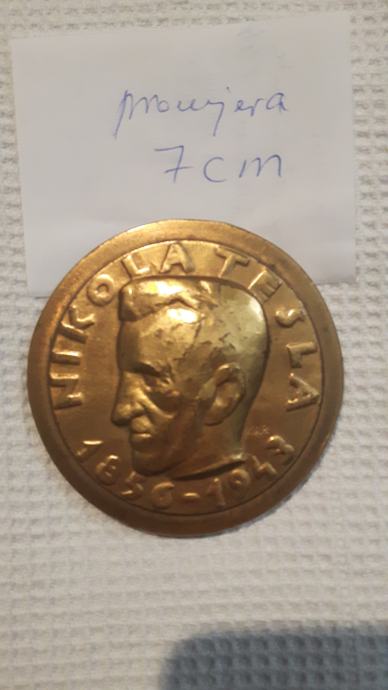 promjera
7cm
NIKOLA TESLA
1856-1943